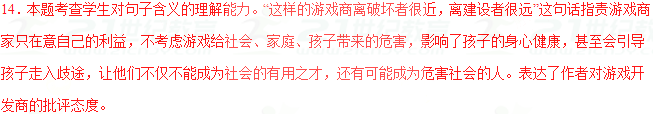 14．本题考查学生对句子含义的理解能力。“这样的游戏商离破坏者很近，离建设者很远”这句话指责游戏商
家只在意自己的利益，不考虑游戏给社会、家庭、孩子带来的危害，影响了孩子的身心健康，甚至会引导
孩子走入歧途，让他们不仅不能成为社会的有用之才，还有可能成为危害社会的人。表达了作者对游戏开
发商的批评态度。